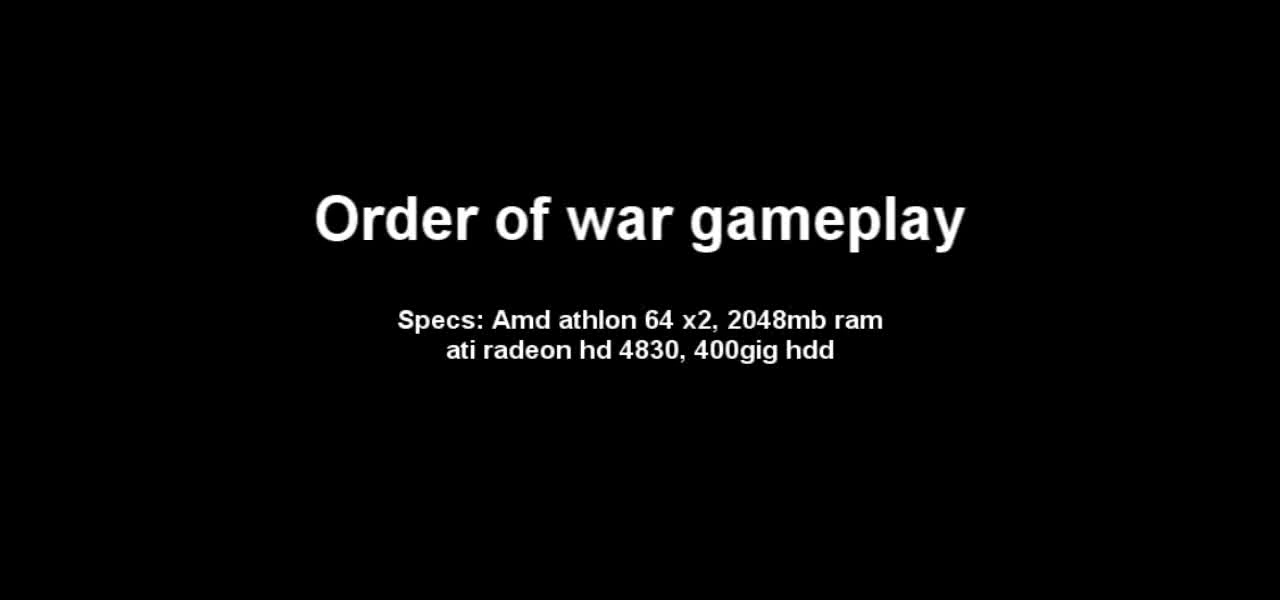 Order of war gameplay
Specs: Amd athlon 64 x2, 2048mb ram
ati radeon hd 4830, 400gig hdd